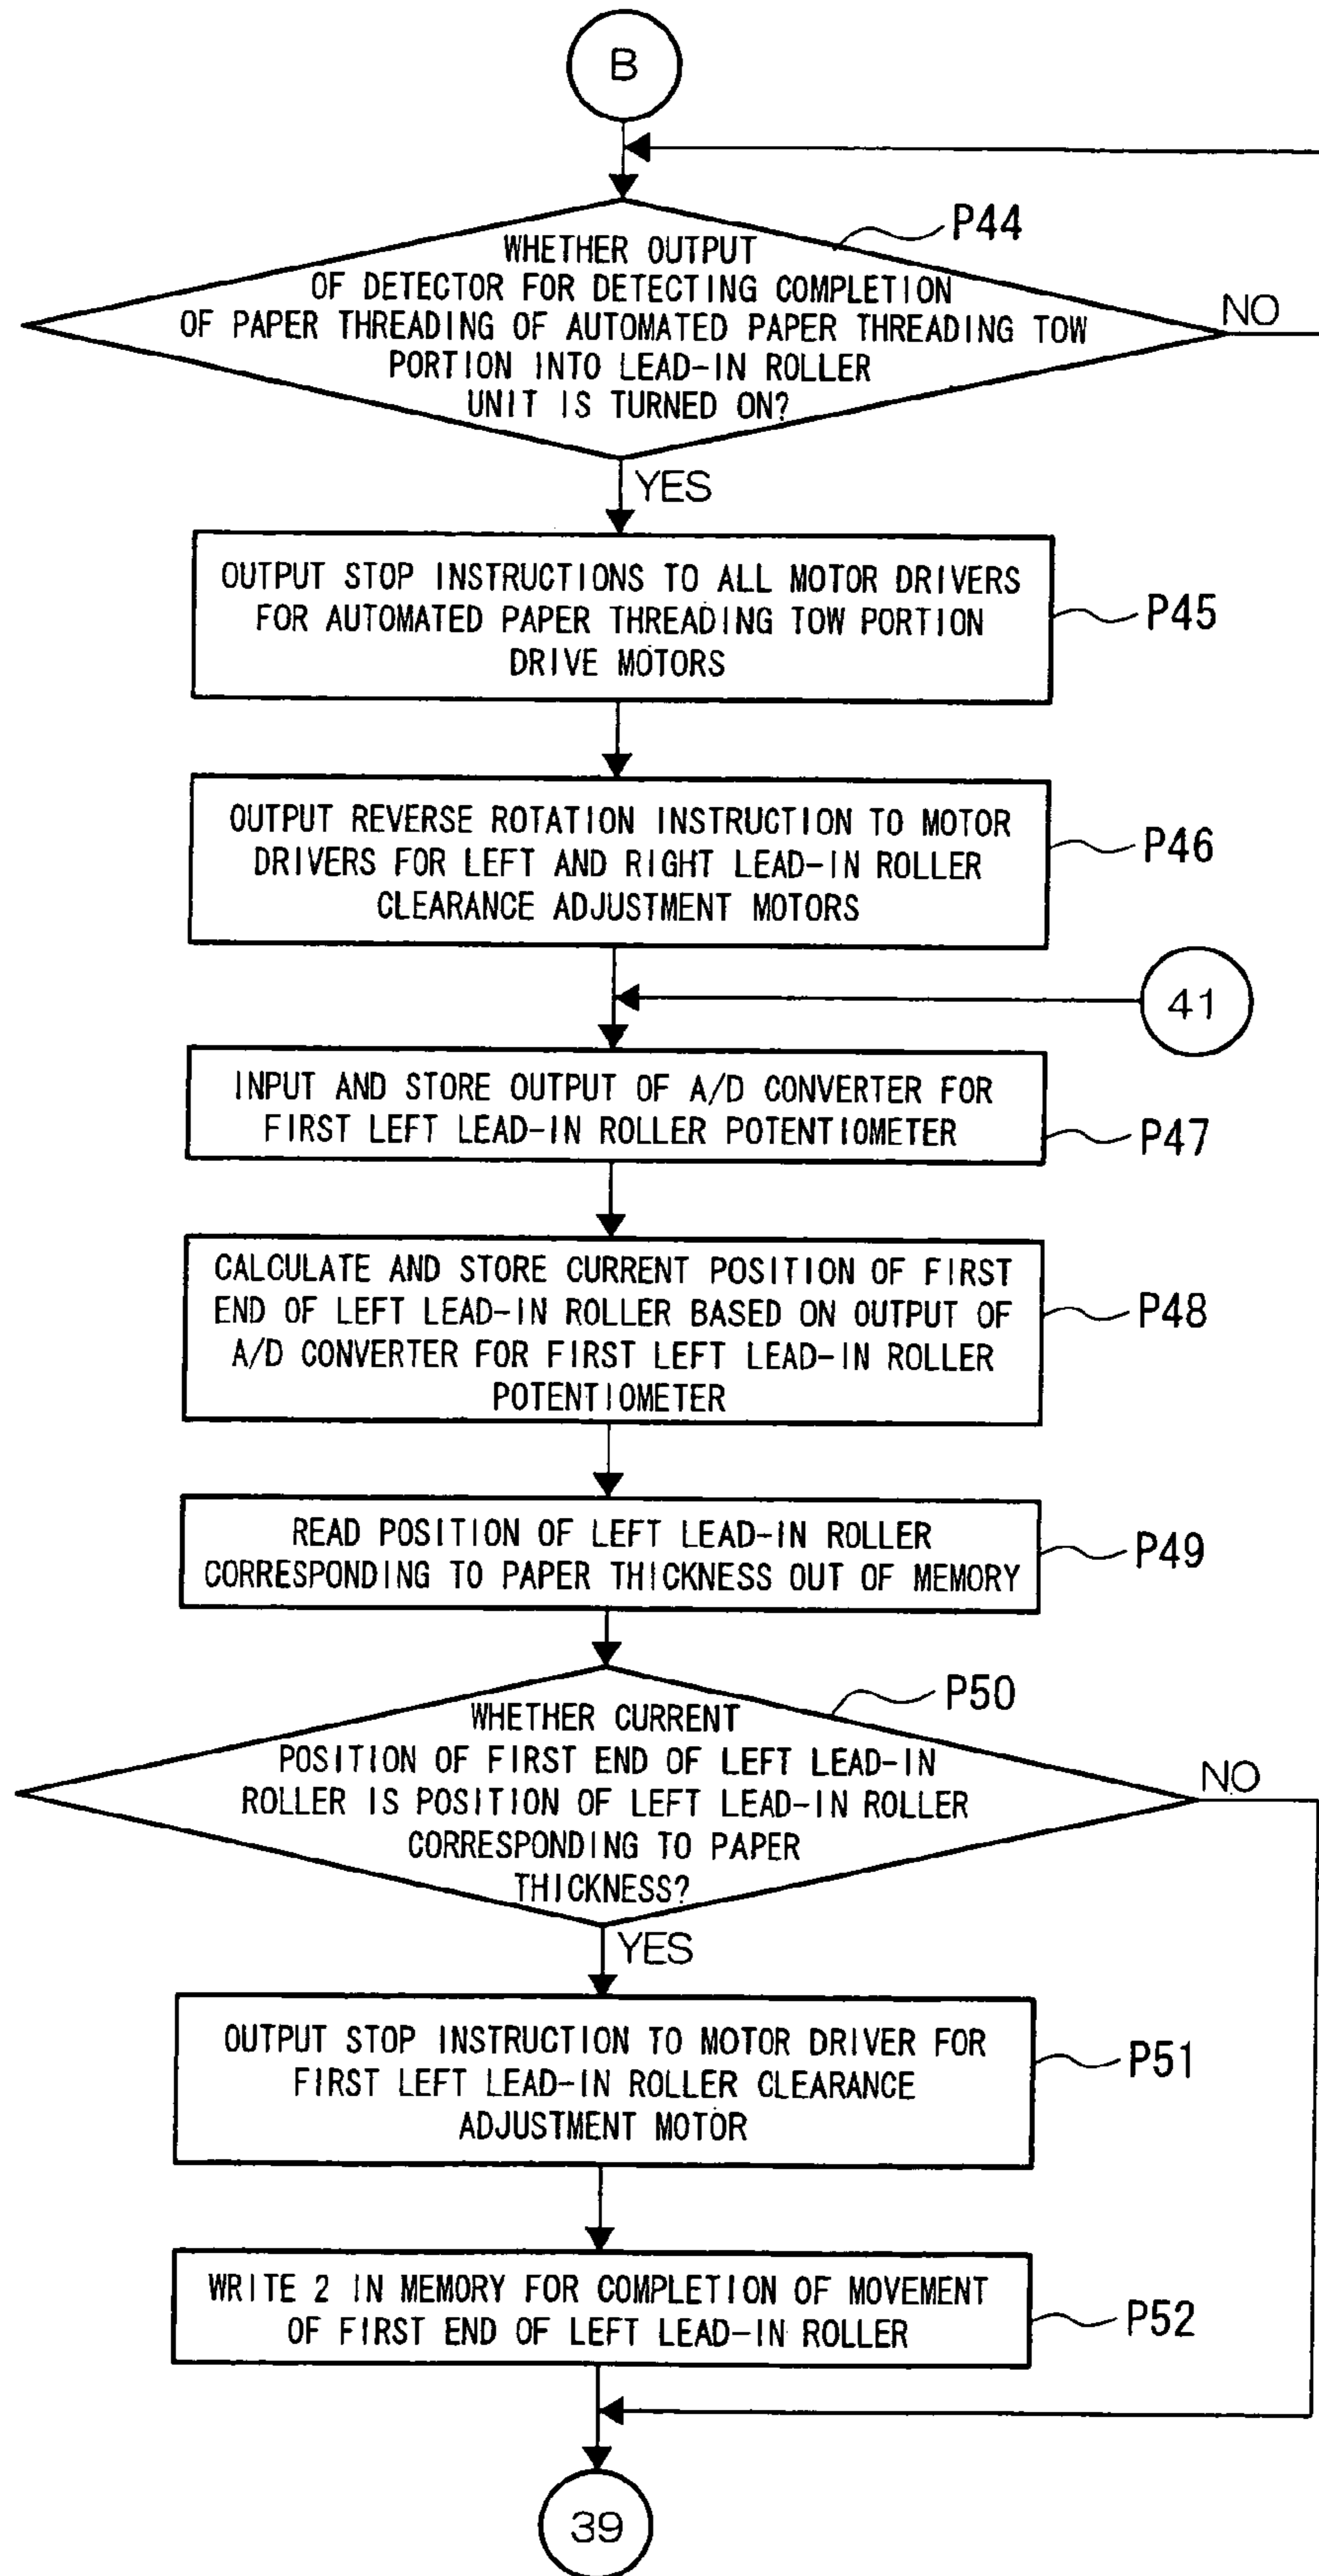 B
P44
WHETHER OUTPUT
OF DETECTOR FOR DETECTING COMPLETION
OF PAPER THREADING OF AUTOMATED PAPER THREADING TOW
PORTION INTO LEAD-IN ROLLER
UNIT IS TURNED ON?
NO
YES
OUTPUT STOP INSTRUCTIONS TO ALL MOTOR DRIVERS
FOR AUTOMATED PAPER THREADING TOW PORTION
DRIVE MOTORS
P45
OUTPUT REVERSE ROTATION INSTRUCTION TO MOTOR
DRIVERS FOR LEFT AND RIGHT LEAD-IN ROLLER
CLEARANCE ADJUSTMENT MOTORS
P46
41
INPUT AND STORE OUTPUT OF A/D CONVERTER FOR
FIRST LEFT LEAD-IN ROLLER POTENTIOMETER
P47
CALCULATE AND STORE CURRENT POSITION OF FIRST
END OF LEFT LEAD-IN ROLLER BASED ON OUTPUT OF
A/D CONVERTER FOR FIRST LEFT LEAD-IN ROLLER
POTENTIOMETER
P48
READ POSITION OF LEFT LEAD-IN ROLLER
CORRESPONDING TO PAPER THICKNESS OUT OF MEMORY
P49
P50
WHETHER CURRENT
POSITION OF FIRST END OF LEFT LEAD-IN
ROLLER IS POSITION OF LEFT LEAD-IN ROLLER
CORRESPONDING TO PAPER
THICKNESS?
NO
YES
OUTPUT STOP INSTRUCTION TO MOTOR DRIVER FOR
FIRST LEFT LEAD-IN ROLLER CLEARANCE
ADJUSTMENT MOTOR
P51
WRITE 2 IN MEMORY FOR COMPLETION OF MOVEMENT
OF FIRST END OF LEFT LEAD-IN ROLLER
P52
39